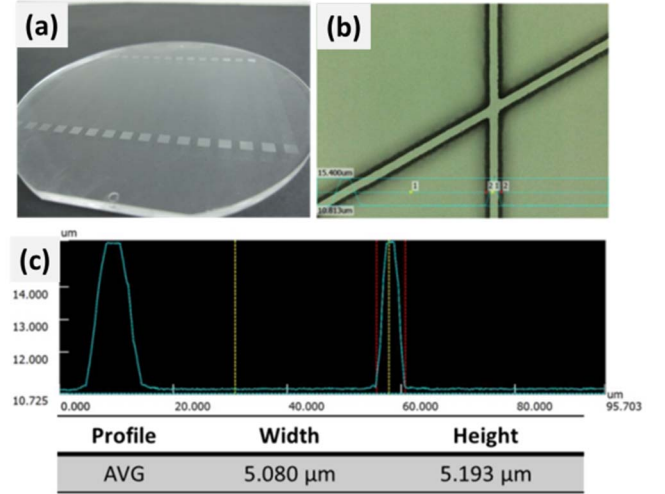 (a)
(b)
15.400um
1
2
2
10.813um
(c)
um
14.000
13.000
12.000
10.725
0.000 20.000 40.000 60.000 80.000 95.703
um
Profile Width Height
AVG 5.080 µm 5.193 µm